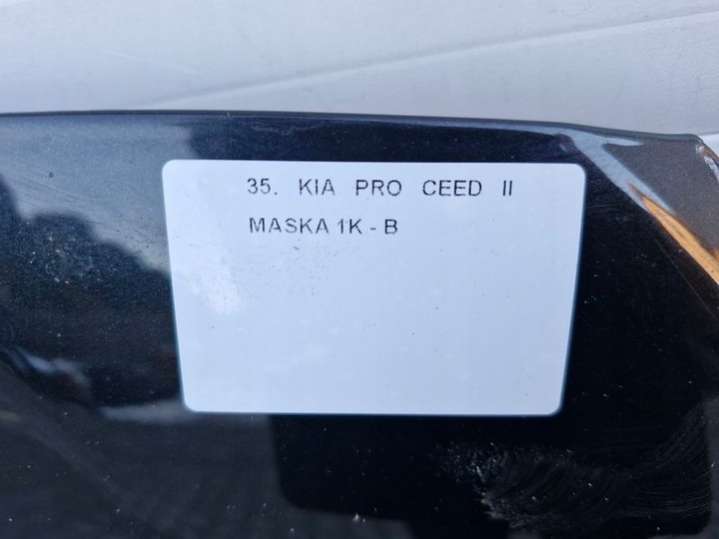 35. KIA PRO CEED II
MASKA 1K - B